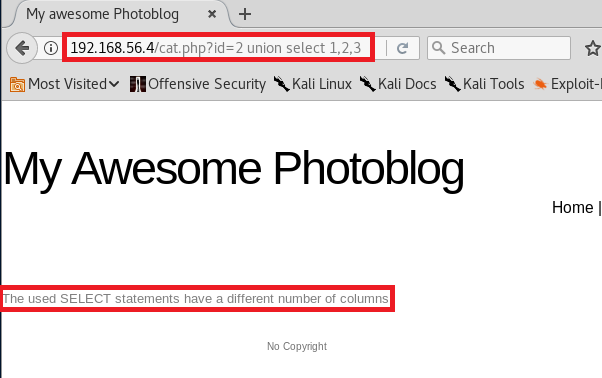 My awesome Photoblog
192.168.56.4/cat.php?id=2 union select 1,2,3
Search
Most Visited
Offensive Security
Kali Linux
Kali Docs
Kali Tools
Exploit-
My Awesome Photoblog
Home |
The used SELECT statements have a different number of columns
No Copyright